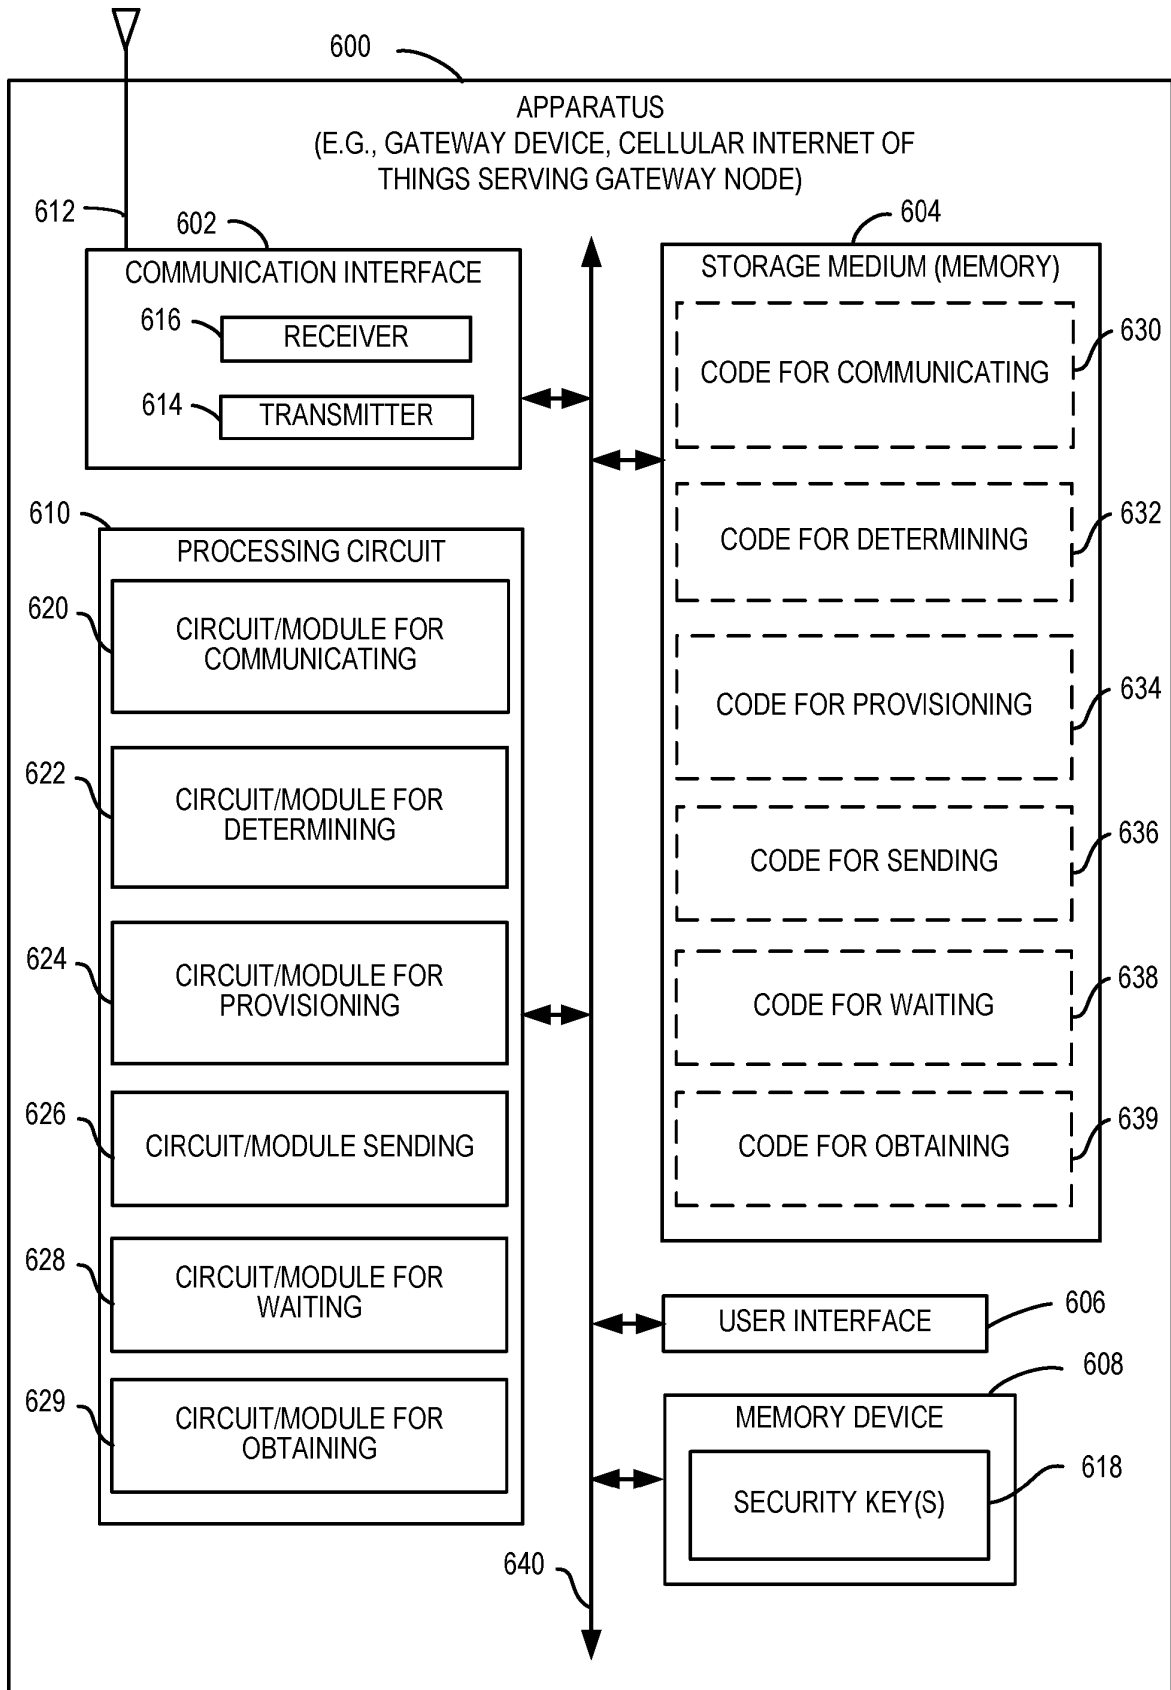 600
APPARATUS
(E.G., GATEWAY DEVICE, CELLULAR INTERNET OF
THINGS SERVING GATEWAY NODE)
612
602
COMMUNICATION INTERFACE
616
RECEIVER
614
TRANSMITTER
610
PROCESSING CIRCUIT
620
CIRCUIT/MODULE FOR
COMMUNICATING
622
CIRCUIT/MODULE FOR
DETERMINING
624
CIRCUIT/MODULE FOR
PROVISIONING
626
CIRCUIT/MODULE SENDING
628
CIRCUIT/MODULE FOR
WAITING
629
CIRCUIT/MODULE FOR
OBTAINING
604
STORAGE MEDIUM (MEMORY)
CODE FOR COMMUNICATING
630
CODE FOR DETERMINING
632
CODE FOR PROVISIONING
634
CODE FOR SENDING
636
CODE FOR WAITING
638
CODE FOR OBTAINING
639
USER INTERFACE
606
608
MEMORY DEVICE
SECURITY KEY(S)
618
640